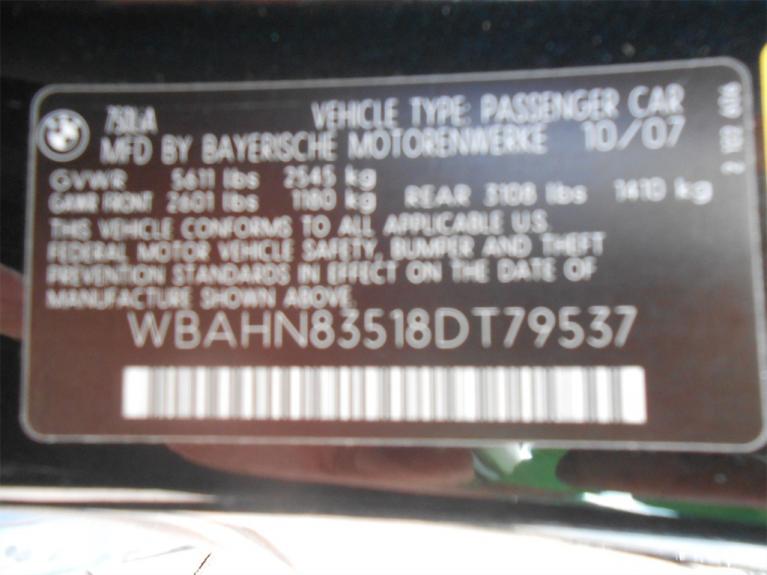 750LiA VEHICLE TYPE: PASSENGER CAR
MFD BY BAYERISCHE MOTORENWERKE 10/07
GVWR 5611 lbs 2545 kg
GAWR FRONT 2601 lbs 1180 kg REAR 3108 lbs 1410 kg
THIS VEHICLE CONFORMS TO ALL APPLICABLE U.S.
FEDERAL MOTOR VEHICLE SAFETY, BUMPER AND THEFT
PREVENTION STANDARDS IN EFFECT ON THE DATE OF
MANUFACTURE SHOWN ABOVE.
WBAHN83518DT79537